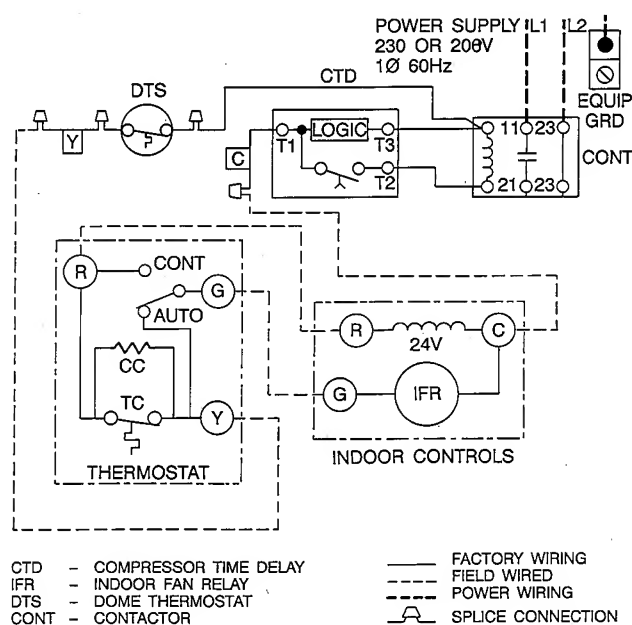 POWER SUPPLY L1 L2
230 OR 208V
1Ø 60Hz
EQUIP
GRD
CTD
DTS
Y
C
T1 LOGIC T3
T2
11 23
CONT
21 23
R CONT
G
AUTO
CC
TC
Y
THERMOSTAT
R 24V C
G IFR
INDOOR CONTROLS
CTD - COMPRESSOR TIME DELAY
IFR - INDOOR FAN RELAY
DTS - DOME THERMOSTAT
CONT - CONTACTOR
FACTORY WIRING
FIELD WIRED
POWER WIRING
SPLICE CONNECTION